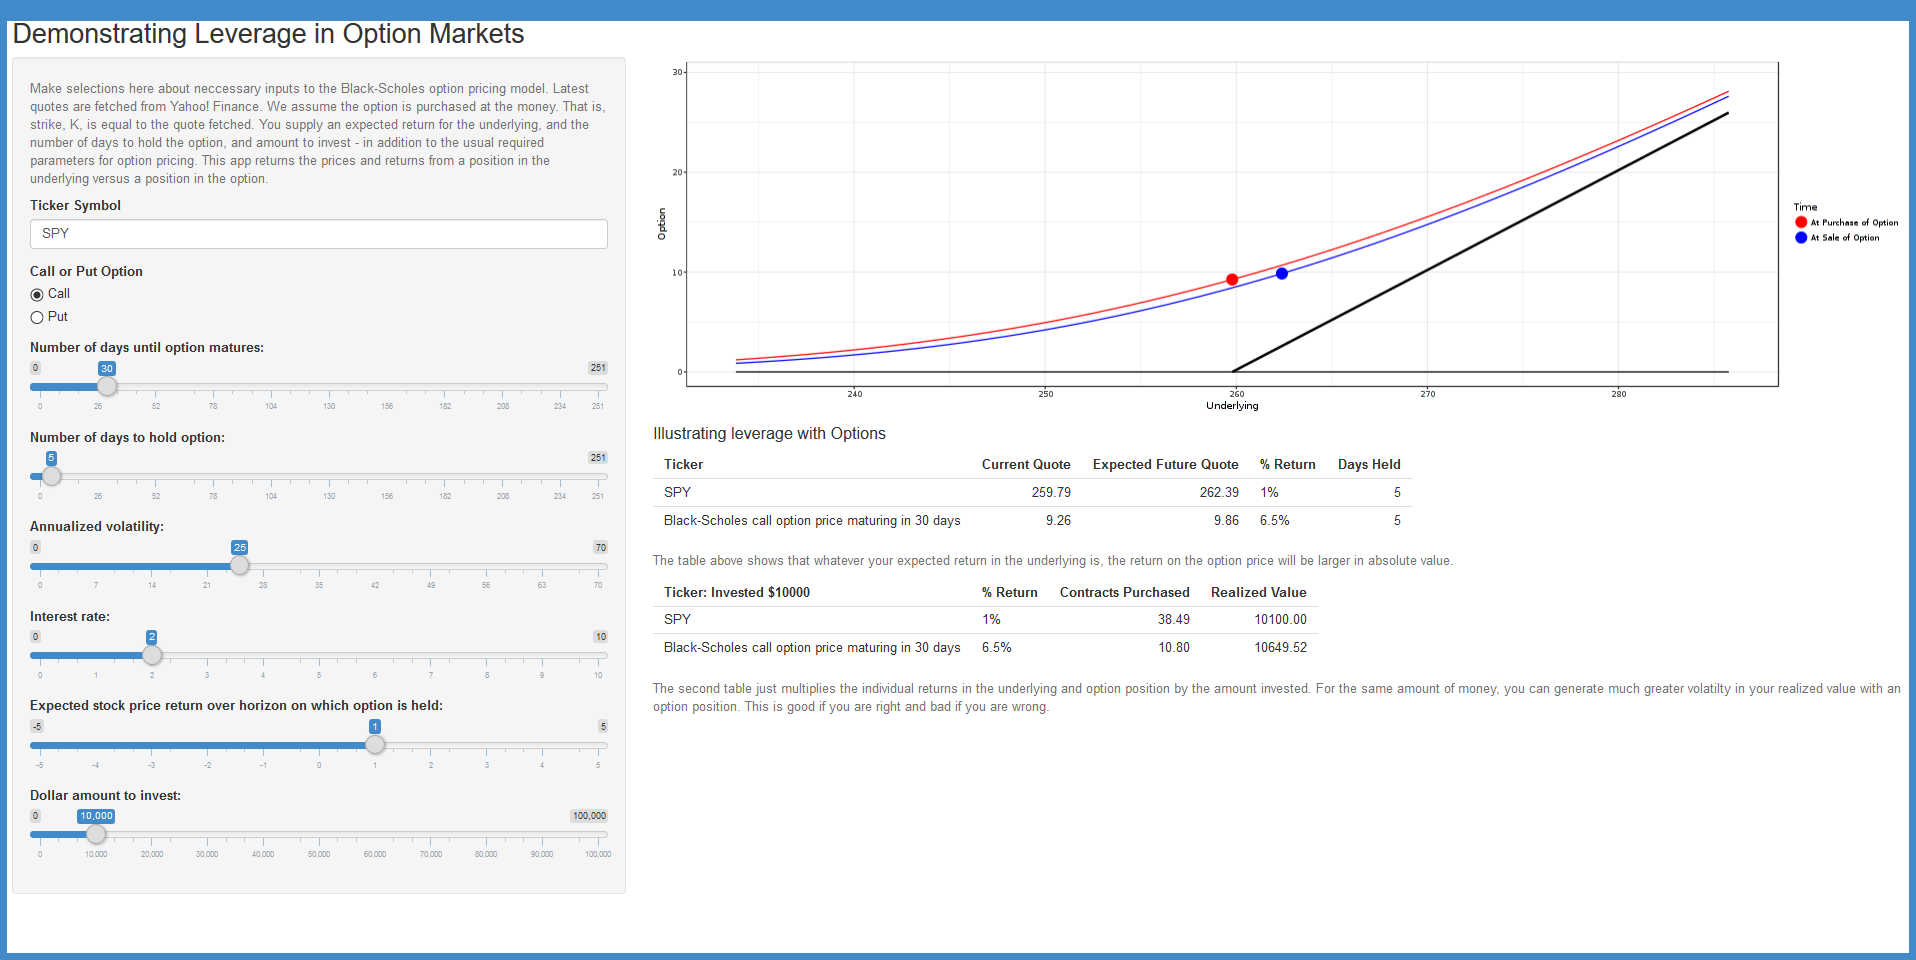 Demonstrating Leverage in Option Markets
Make selections here about neccessary inputs to the Black-Scholes option pricing model. Latest
quotes are fetched from Yahoo! Finance. We assume the option is purchased at the money. That is,
strike, K, is equal to the quote fetched. You supply an expected return for the underlying, and the
number of days to hold the option, and amount to invest - in addition to the usual required
parameters for option pricing. This app returns the prices and returns from a position in the
underlying versus a position in the option.
Ticker Symbol
SPY
Call or Put Option
Call
Put
Number of days until option matures:
0 30 251
0 26 52 78 104 130 156 182 208 234 251
Number of days to hold option:
0 5 251
0 26 52 78 104 130 156 182 208 234 251
Annualized volatility:
0 25 70
0 7 14 21 28 35 42 49 56 63 70
Interest rate:
0 2 10
0 1 2 3 4 5 6 7 8 9 10
Expected stock price return over horizon on which option is held:
-5 1 5
-5 -4 -3 -2 -1 0 1 2 3 4 5
Dollar amount to invest:
0 10,000 100,000
0 10,000 20,000 30,000 40,000 50,000 60,000 70,000 80,000 90,000 100,000
30
20
10
0
Option
240 250 260 270 280
Underlying
Time
At Purchase of Option
At Sale of Option
Illustrating leverage with Options
Ticker Current Quote Expected Future Quote % Return Days Held
SPY 259.79 262.39 1% 5
Black-Scholes call option price maturing in 30 days 9.26 9.86 6.5% 5
The table above shows that whatever your expected return in the underlying is, the return on the option price will be larger in absolute value.
Ticker: Invested $10000 % Return Contracts Purchased Realized Value
SPY 1% 38.49 10100.00
Black-Scholes call option price maturing in 30 days 6.5% 10.80 10649.52
The second table just multiplies the individual returns in the underlying and option position by the amount invested. For the same amount of money, you can generate much greater volatilty in your realized value with an
option position. This is good if you are right and bad if you are wrong.